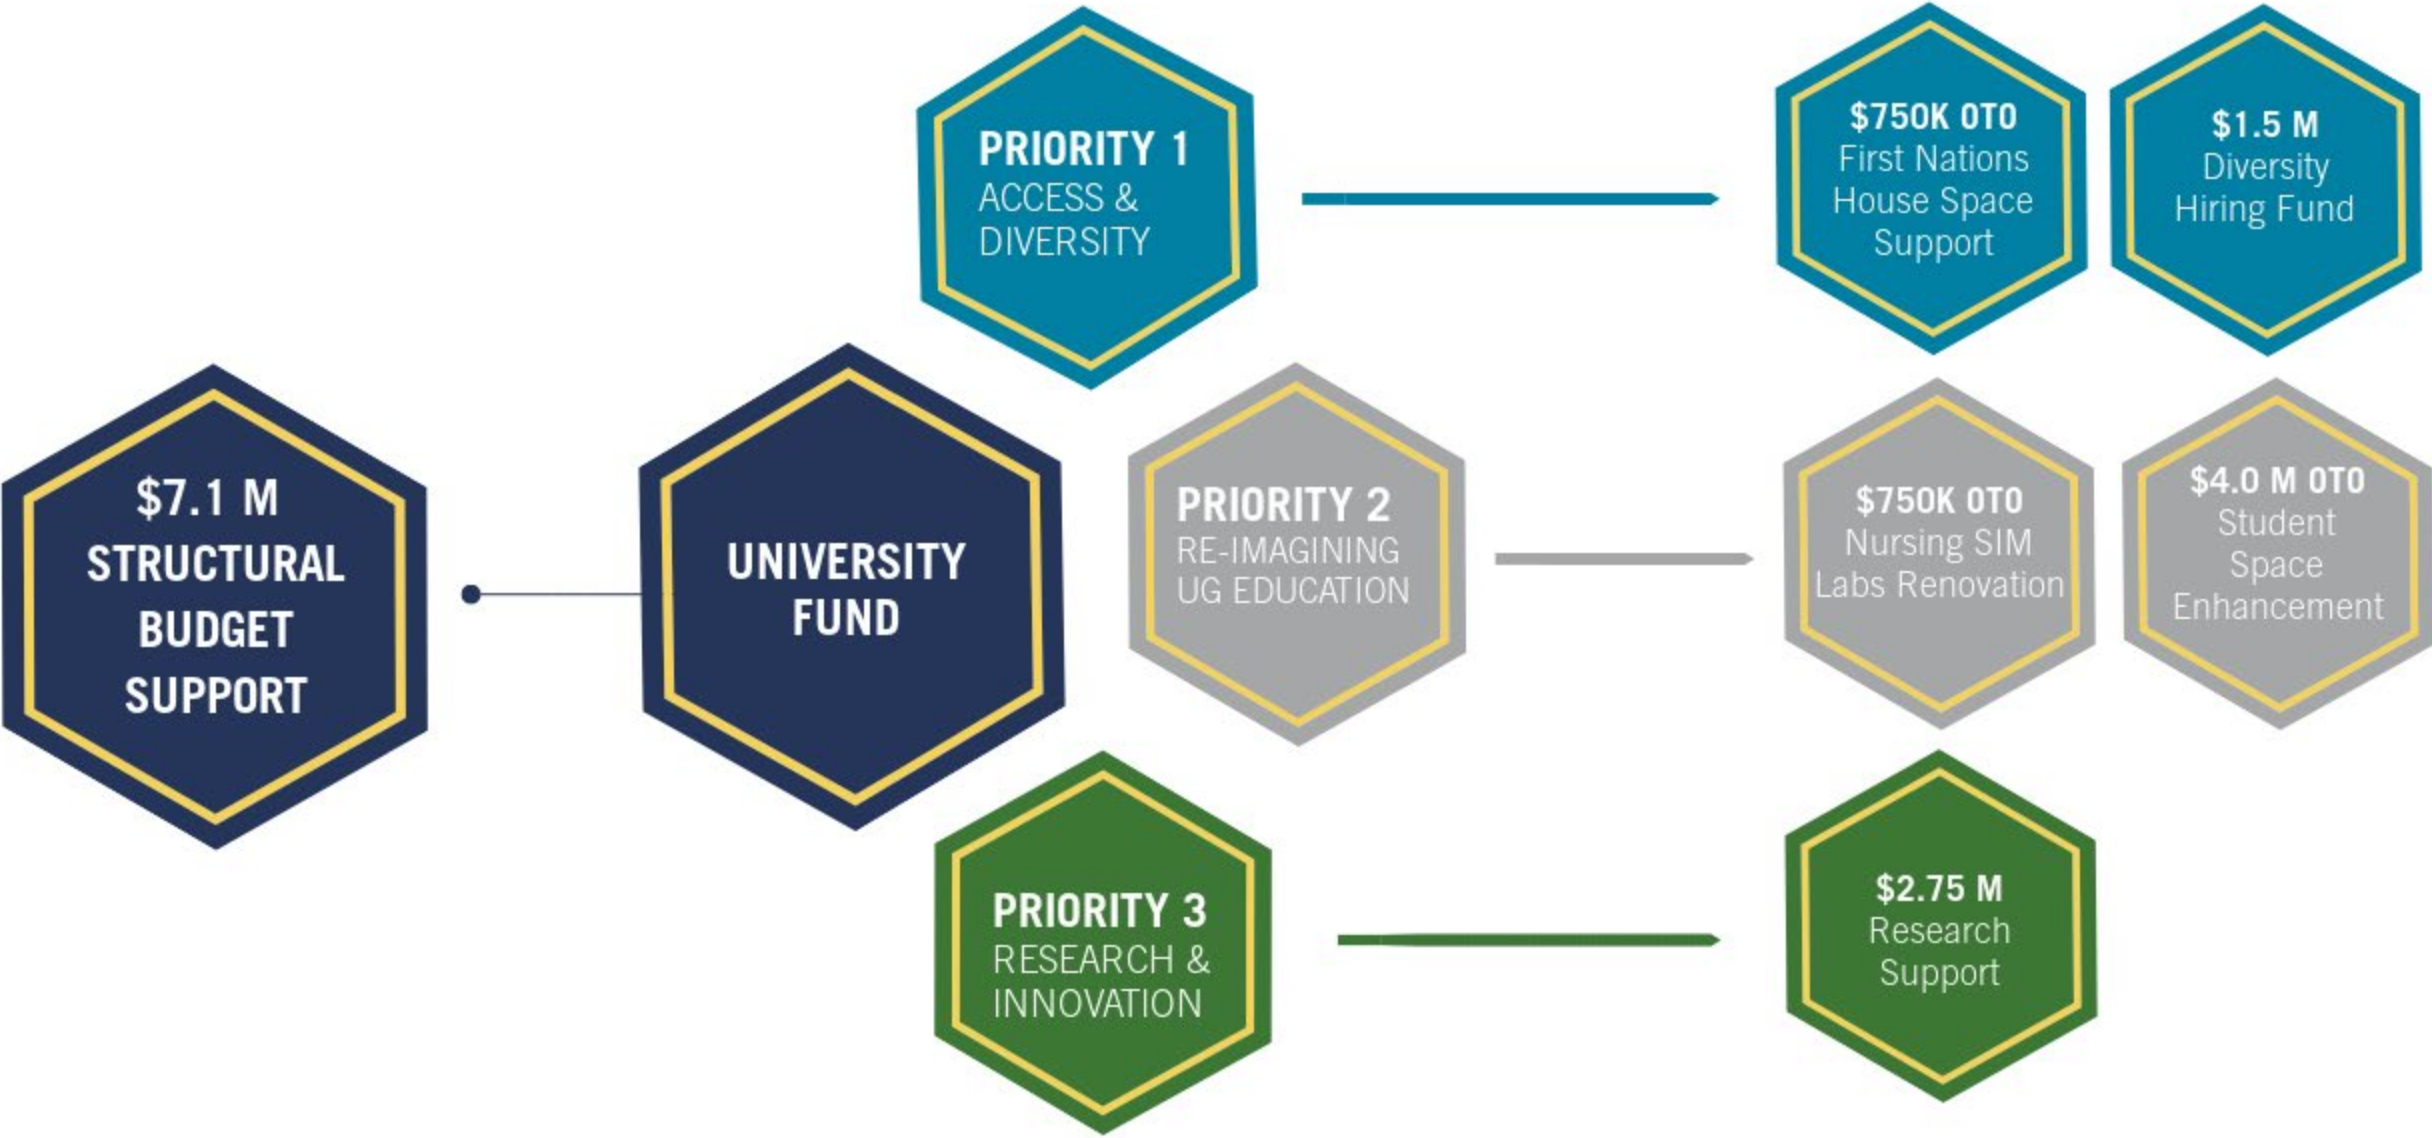 $7.1 M
STRUCTURAL
BUDGET
SUPPORT
UNIVERSITY
FUND
PRIORITY 1
ACCESS &
DIVERSITY
$750K OTO
First Nations
House Space
Support
$1.5 M
Diversity
Hiring Fund
PRIORITY 2
RE-IMAGINING
UG EDUCATION
$750K OTO
Nursing SIM
Labs Renovation
$4.0 M OTO
Student
Space
Enhancement
PRIORITY 3
RESEARCH &
INNOVATION
$2.75 M
Research
Support